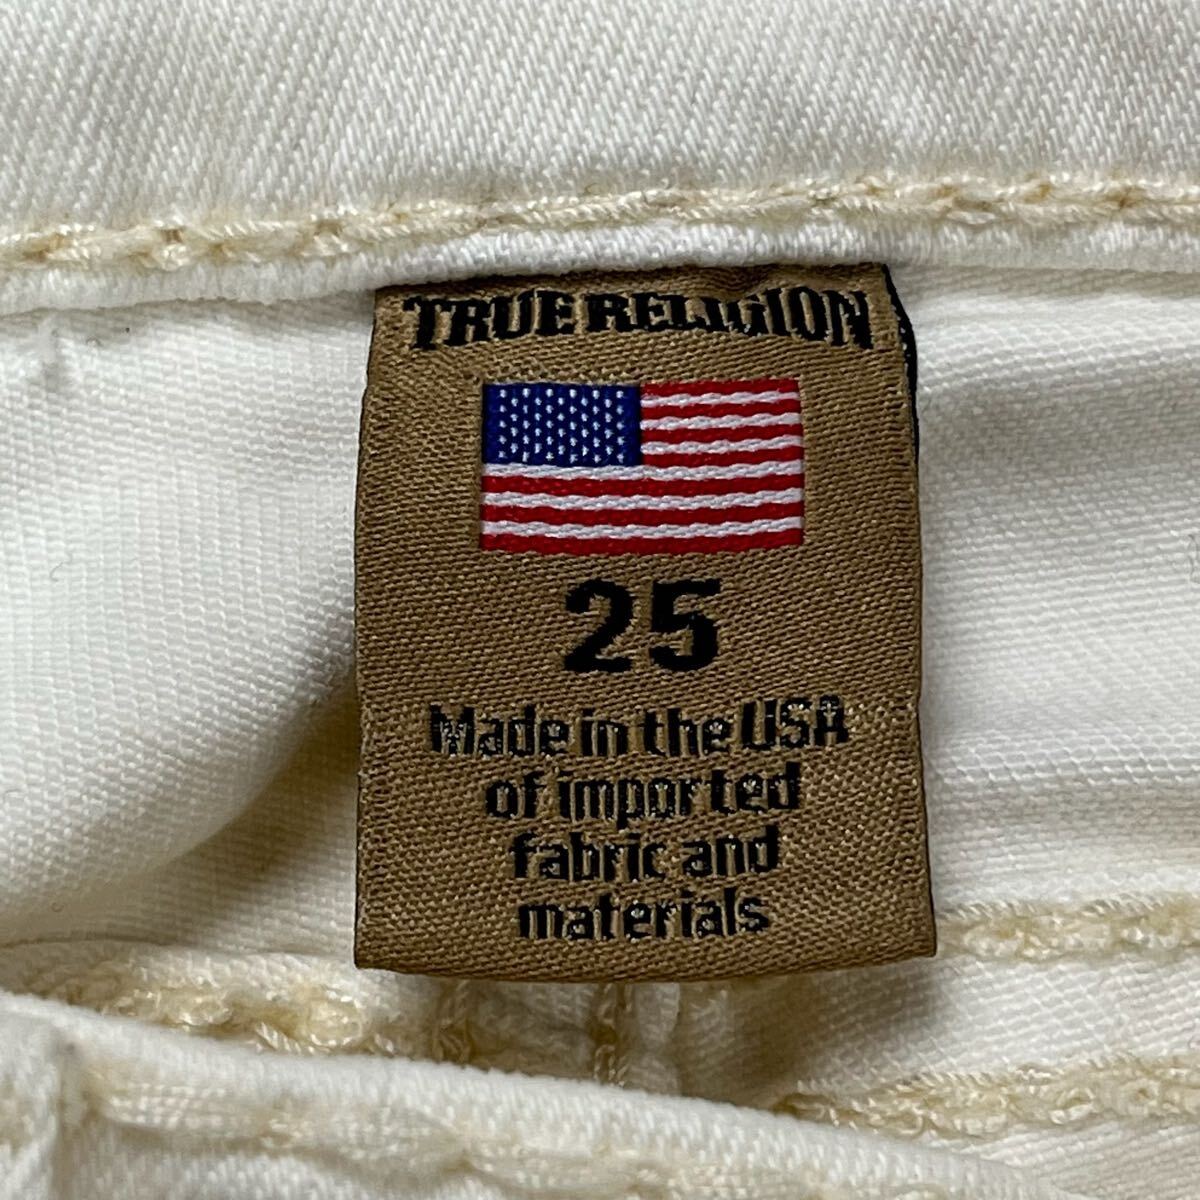 TRUE RELIGION
25
Made in the USA
of imported
fabric and
materials